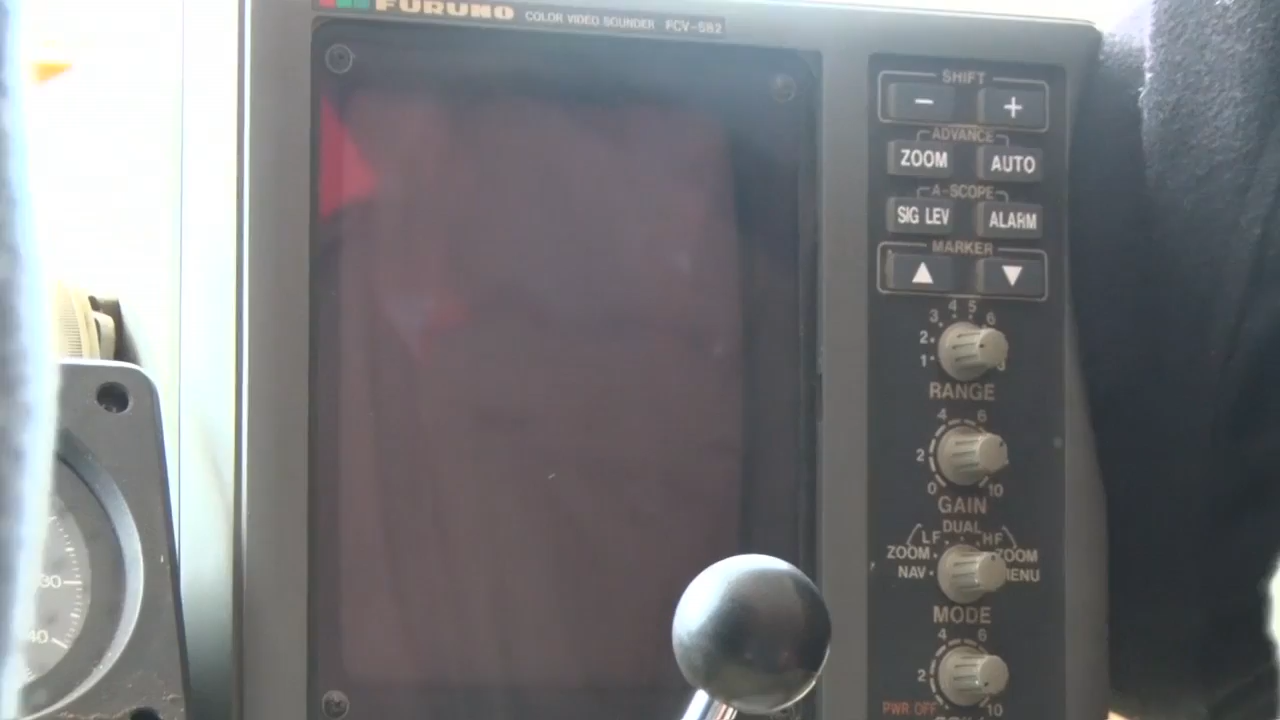 FURUNO COLOR VIDEO SOUNDER FCV-582
SHIFT
− +
ADVANCE
ZOOM AUTO
A-SCOPE
SIG LEV ALARM
MARKER
▲ ▼
1 2 3 4 5 6
RANGE
0 2 4 6 10
GAIN
DUAL
LF HF
ZOOM ZOOM
NAV ENU
MODE
2 4 6 10
PWR OFF
30
40